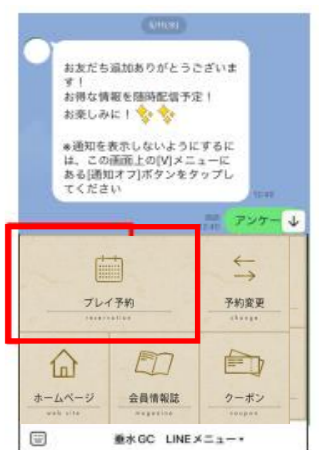 お友だち追加ありがとうございま
す！
お得な情報を随時配信予定！
お楽しみに！
※通知を表示しないようにするに
は、この画面上の[V]メニューに
ある[通知オフ]ボタンをタップし
てください
アンケー
プレイ予約
reservation
予約変更
change
ホームページ
web site
会員情報誌
magazine
クーポン
coupon
垂水GC LINEメニュー▾